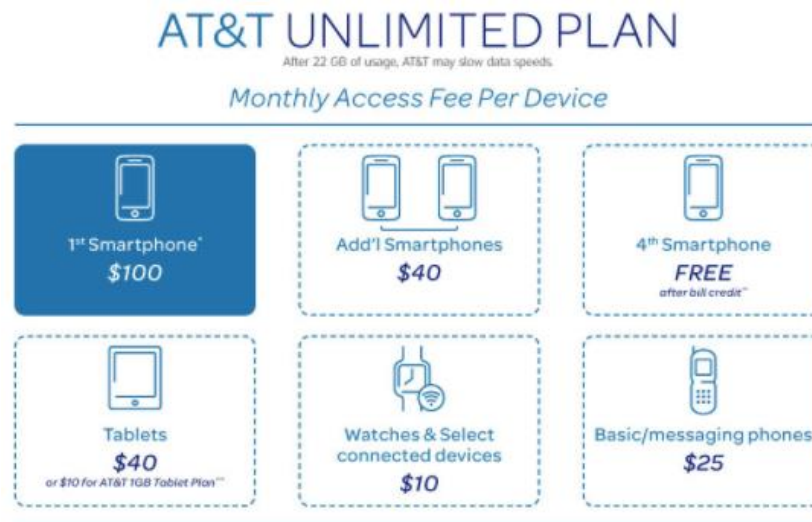 AT&T UNLIMITED PLAN
After 22 GB of usage, AT&T may slow data speeds.
Monthly Access Fee Per Device
1st Smartphone*
$100
Add'l Smartphones
$40
4th Smartphone
FREE
after bill credit**
Tablets
$40
or $10 for AT&T 1GB Tablet Plan***
Watches & Select
connected devices
$10
Basic/messaging phones
$25